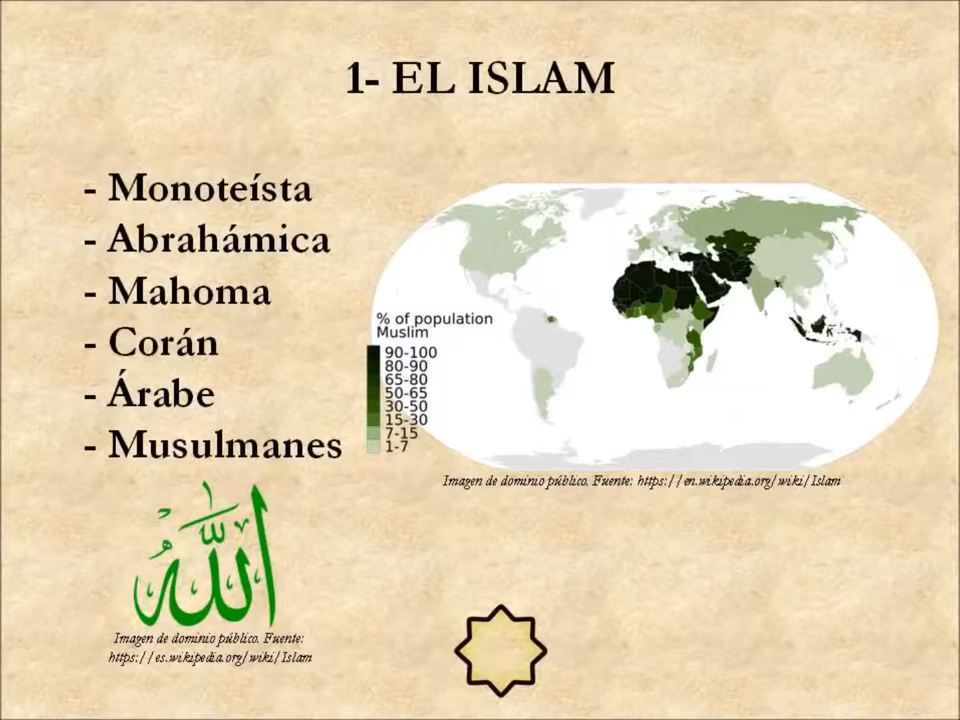 1- EL ISLAM
- Monoteísta
- Abrahámica
- Mahoma
- Corán
- Árabe
- Musulmanes
% of population
Muslim
90-100
80-90
65-80
50-65
30-50
15-30
7-15
1-7
Imagen de dominio público. Fuente: https://en.wikipedia.org/wiki/Islam
الله
Imagen de dominio público. Fuente:
https://es.wikipedia.org/wiki/Islam